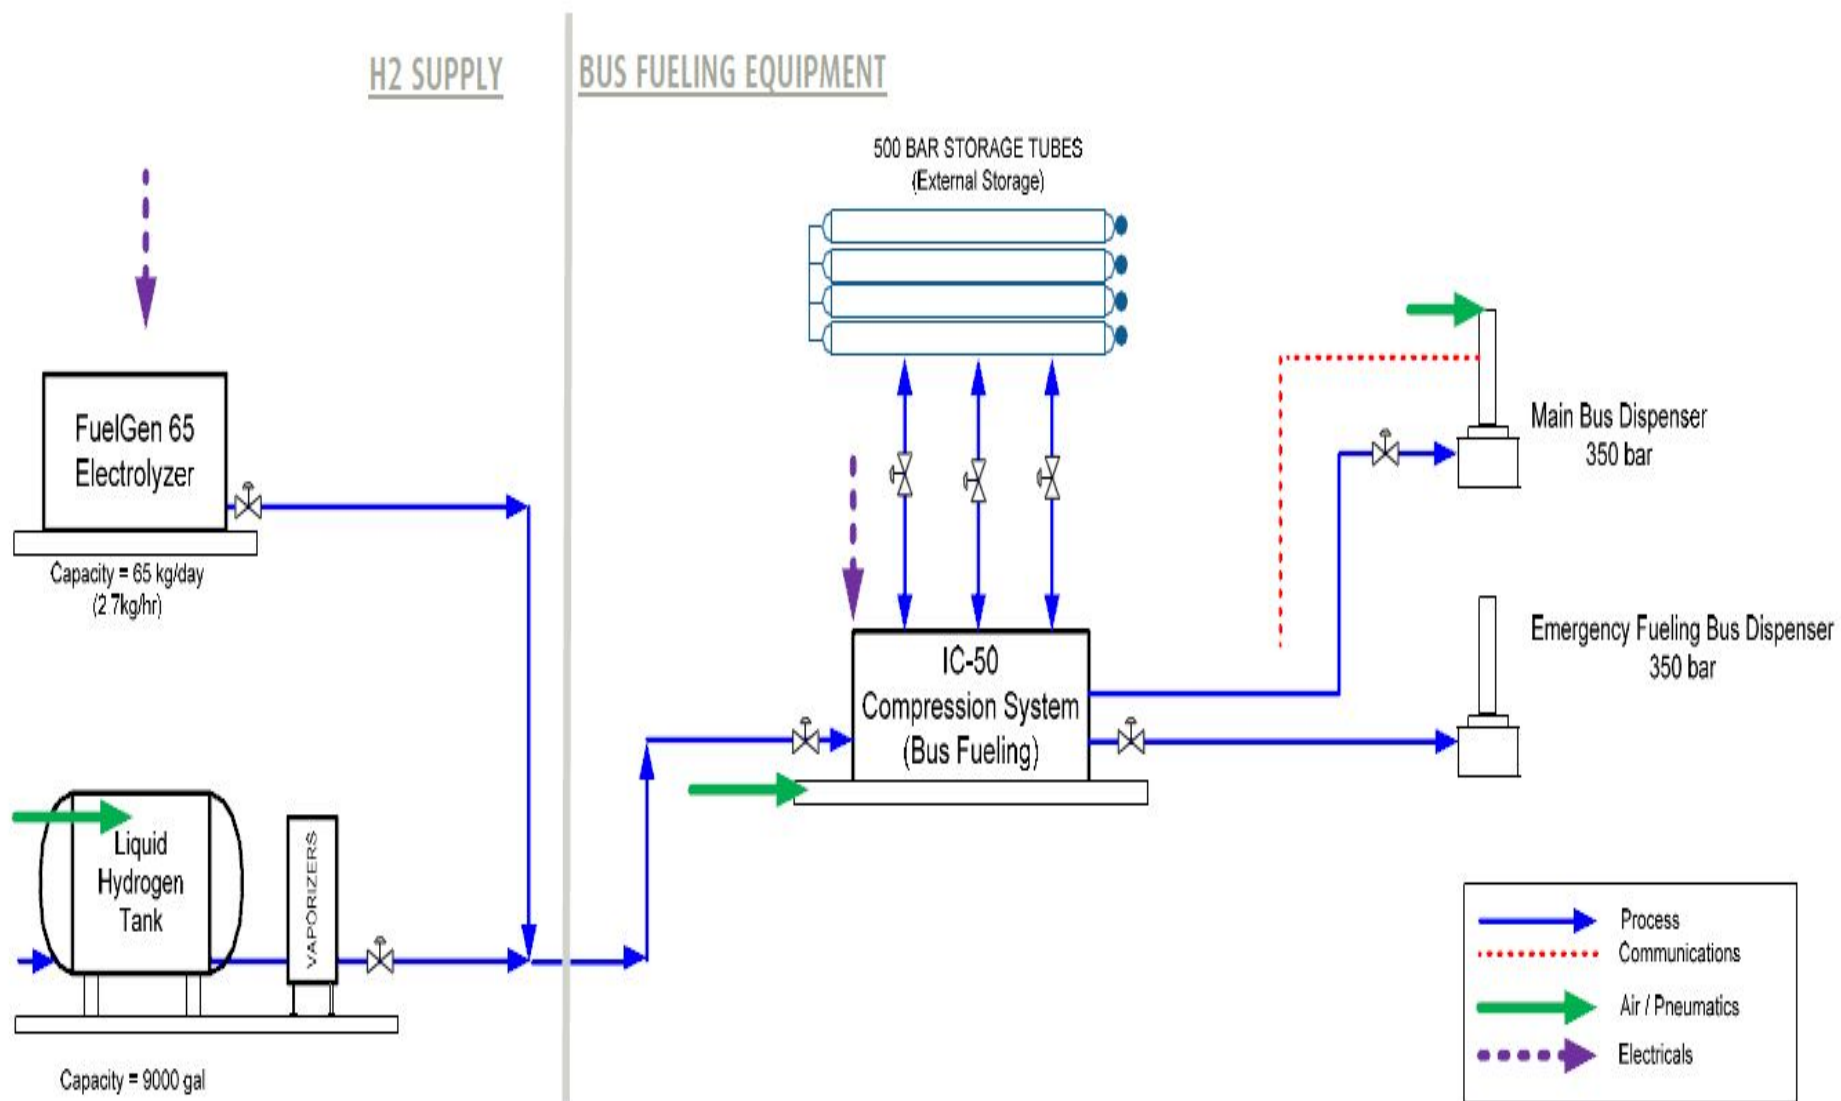 H2 SUPPLY
BUS FUELING EQUIPMENT
500 BAR STORAGE TUBES
(External Storage)
FuelGen 65
Electrolyzer
Capacity = 65 kg/day
(2 7kg/hr)
Main Bus Dispenser
350 bar
IC-50
Compression System
(Bus Fueling)
Emergency Fueling Bus Dispenser
350 bar
Liquid
Hydrogen
Tank
VAPORIZERS
Capacity = 9000 gal
Process
Communications
Air / Pneumatics
Electricals